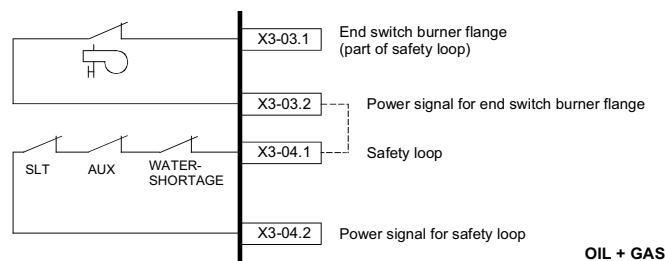 X3-03.1 End switch burner flange
(part of safety loop)
X3-03.2 Power signal for end switch burner flange
X3-04.1 Safety loop
SLT AUX WATER-
SHORTAGE
X3-04.2 Power signal for safety loop
OIL + GAS